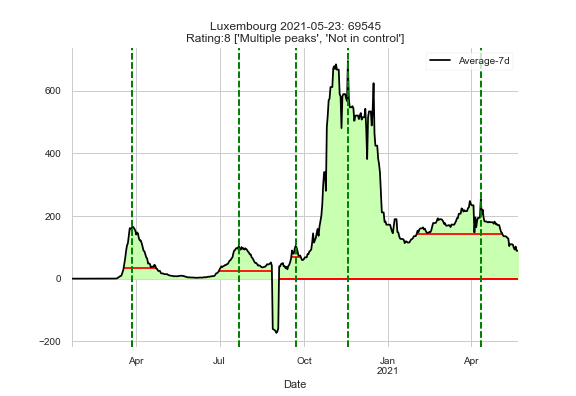 Luxembourg 2021-05-23: 69545
Rating:8 ['Multiple peaks', 'Not in control']
Average-7d
600
400
200
0
−200
Apr Jul Oct Jan Apr
2021
Date